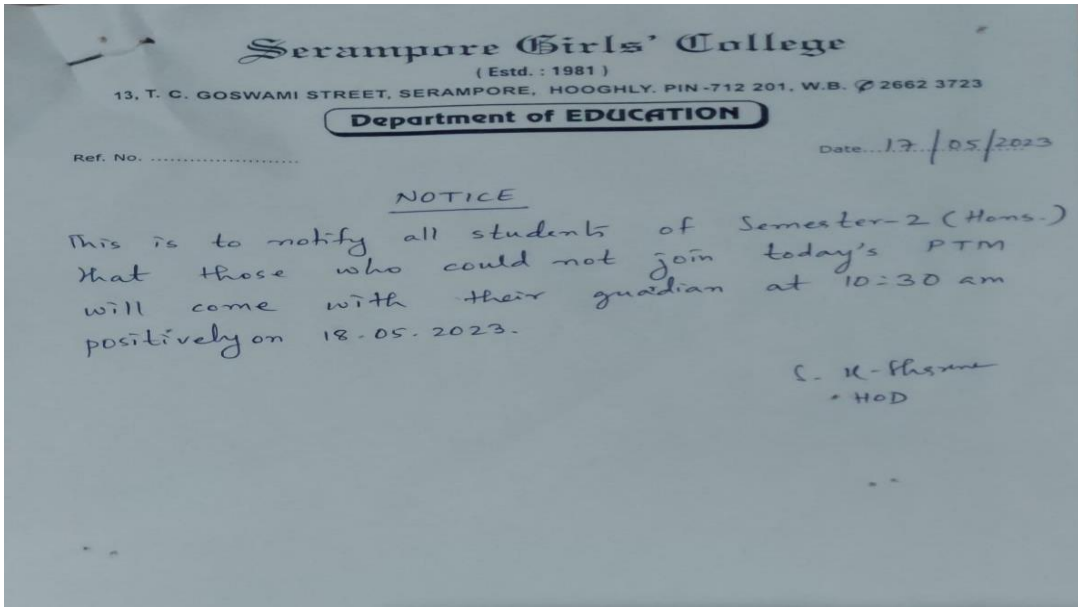 Serampore Girls' College
( Estd. : 1981 )
13, T. C. GOSWAMI STREET, SERAMPORE, HOOGHLY. PIN -712 201, W.B. ✆ 2662 3723
Department of EDUCATION
Ref. No. ........................ Date...17/05/2023
NOTICE
This is to notify all students of Semester-2 (Hons.)
that those who could not join today's PTM
will come with their guadian at 10:30 am
positively on 18.05.2023.
S. K.
HOD